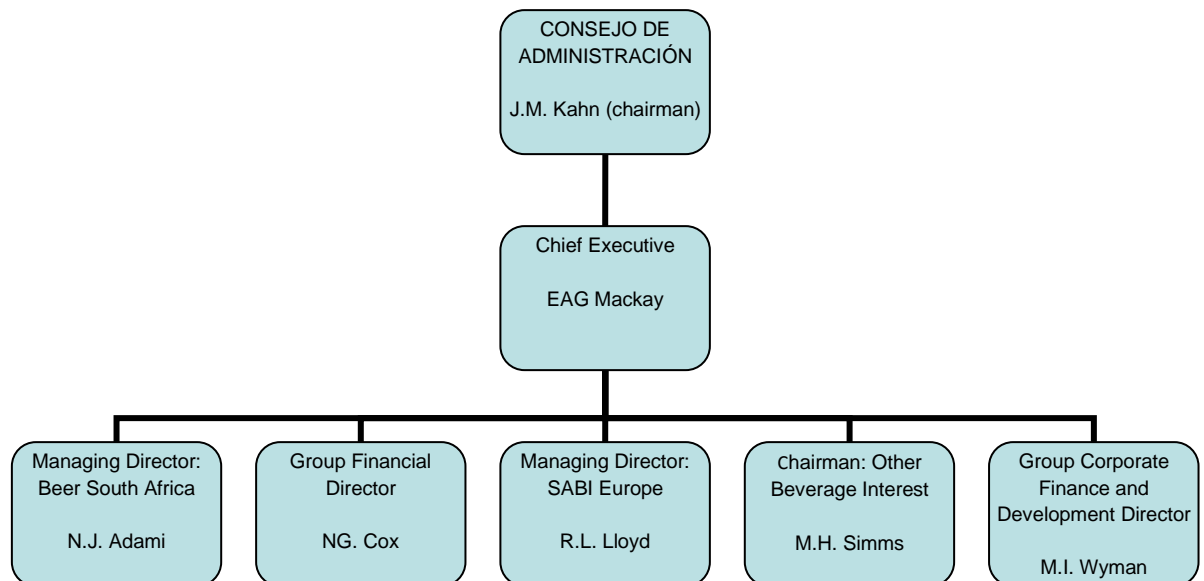 CONSEJO DE
ADMINISTRACIÓN
J.M. Kahn (chairman)
Chief Executive
EAG Mackay
Managing Director:
Beer South Africa
N.J. Adami
Group Financial
Director
NG. Cox
Managing Director:
SABI Europe
R.L. Lloyd
Chairman: Other
Beverage Interest
M.H. Simms
Group Corporate
Finance and
Development Director
M.I. Wyman